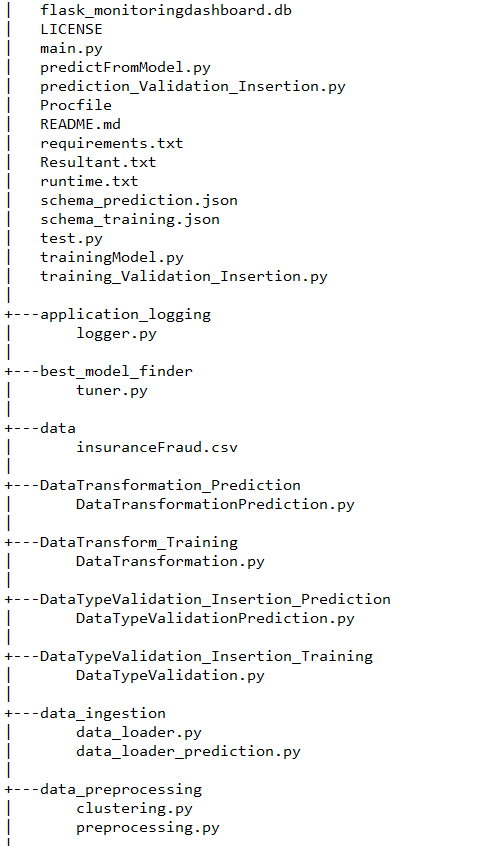 |   flask_monitoringdashboard.db
|   LICENSE
|   main.py
|   predictFromModel.py
|   prediction_Validation_Insertion.py
|   Procfile
|   README.md
|   requirements.txt
|   Resultant.txt
|   runtime.txt
|   schema_prediction.json
|   schema_training.json
|   test.py
|   trainingModel.py
|   training_Validation_Insertion.py
|
+---application_logging
|       logger.py
|
+---best_model_finder
|       tuner.py
|
+---data
|       insuranceFraud.csv
|
+---DataTransformation_Prediction
|       DataTransformationPrediction.py
|
+---DataTransform_Training
|       DataTransformation.py
|
+---DataTypeValidation_Insertion_Prediction
|       DataTypeValidationPrediction.py
|
+---DataTypeValidation_Insertion_Training
|       DataTypeValidation.py
|
+---data_ingestion
|       data_loader.py
|       data_loader_prediction.py
|
+---data_preprocessing
|       clustering.py
|       preprocessing.py
|